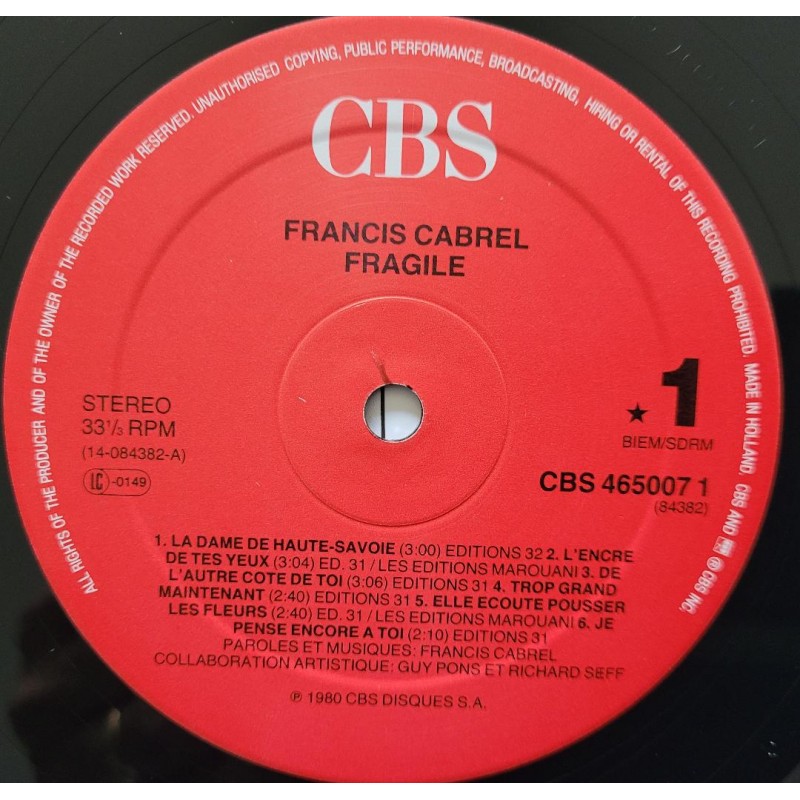 ALL RIGHTS OF THE PRODUCER AND OF THE OWNER OF THE RECORDED WORK RESERVED. UNAUTHORISED COPYING, PUBLIC PERFORMANCE, BROADCASTING, HIRING OR RENTAL OF THIS RECORDING PROHIBITED. MADE IN HOLLAND. CBS AND ® ℗ CBS INC.
CBS
FRANCIS CABREL
FRAGILE
STEREO
33⅓ RPM
(14-084382-A)
LC-0149
★ 1
BIEM/SDRM
CBS 465007 1
(84382)
1. LA DAME DE HAUTE-SAVOIE (3:00) EDITIONS 32 2. L'ENCRE
DE TES YEUX (3:04) ED. 31/LES EDITIONS MAROUANI 3. DE
L'AUTRE COTE DE TOI (3:06) EDITIONS 31 4. TROP GRAND
MAINTENANT (2:40) EDITIONS 31 5. ELLE ECOUTE POUSSER
LES FLEURS (2:40) ED. 31/LES EDITIONS MAROUANI 6. JE
PENSE ENCORE A TOI (2:10) EDITIONS 31
PAROLES ET MUSIQUES: FRANCIS CABREL
COLLABORATION ARTISTIQUE: GUY PONS ET RICHARD SEFF
℗ 1980 CBS DISQUES S.A.